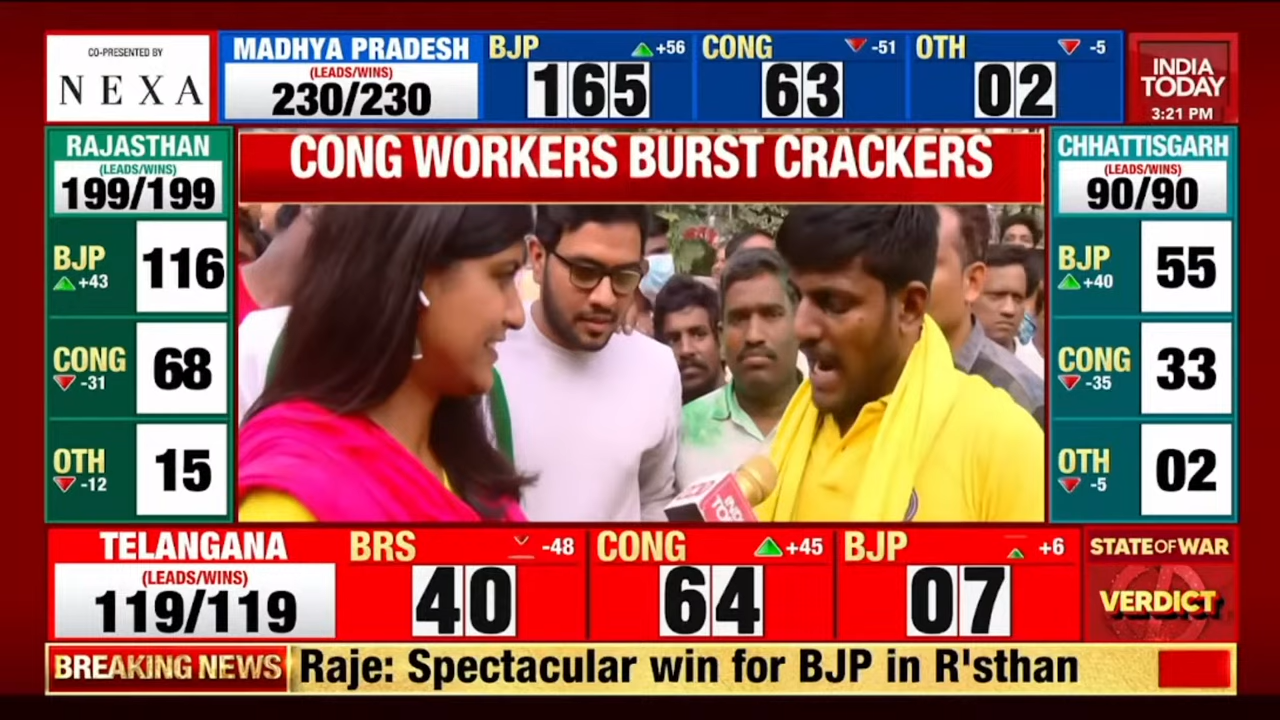 CO-PRESENTED BY
NEXA
MADHYA PRADESH
(LEADS/WINS)
230/230
BJP +56
165
CONG -51
63
OTH -5
02
INDIA
TODAY
3:21 PM
RAJASTHAN
(LEADS/WINS)
199/199
BJP
+43
116
CONG
-31
68
OTH
-12
15
CONG WORKERS BURST CRACKERS
CHHATTISGARH
(LEADS/WINS)
90/90
BJP
+40
55
CONG
-35
33
OTH
-5
02
INDIA
TODAY
TELANGANA
(LEADS/WINS)
119/119
BRS -48
40
CONG +45
64
BJP +6
07
STATE OF WAR
VERDICT
BREAKING NEWS
Raje: Spectacular win for BJP in R'sthan